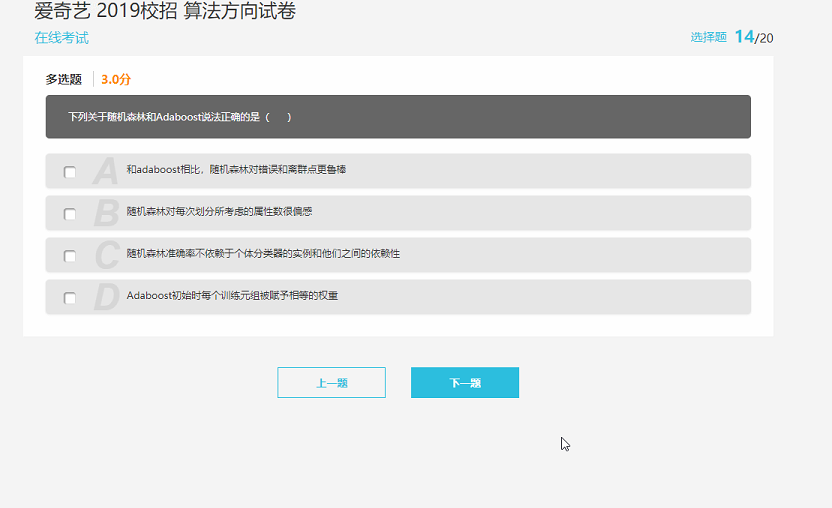 爱奇艺 2019校招 算法方向试卷
在线考试
选择题 14/20
多选题 3.0分
下列关于随机森林和Adaboost说法正确的是（ ）
A 和adaboost相比，随机森林对错误和离群点更鲁棒
B 随机森林对每次划分所考虑的属性数很偏感
C 随机森林准确率不依赖于个体分类器的实例和他们之间的依赖性
D Adaboost初始时每个训练元组被赋予相等的权重
上一题 下一题